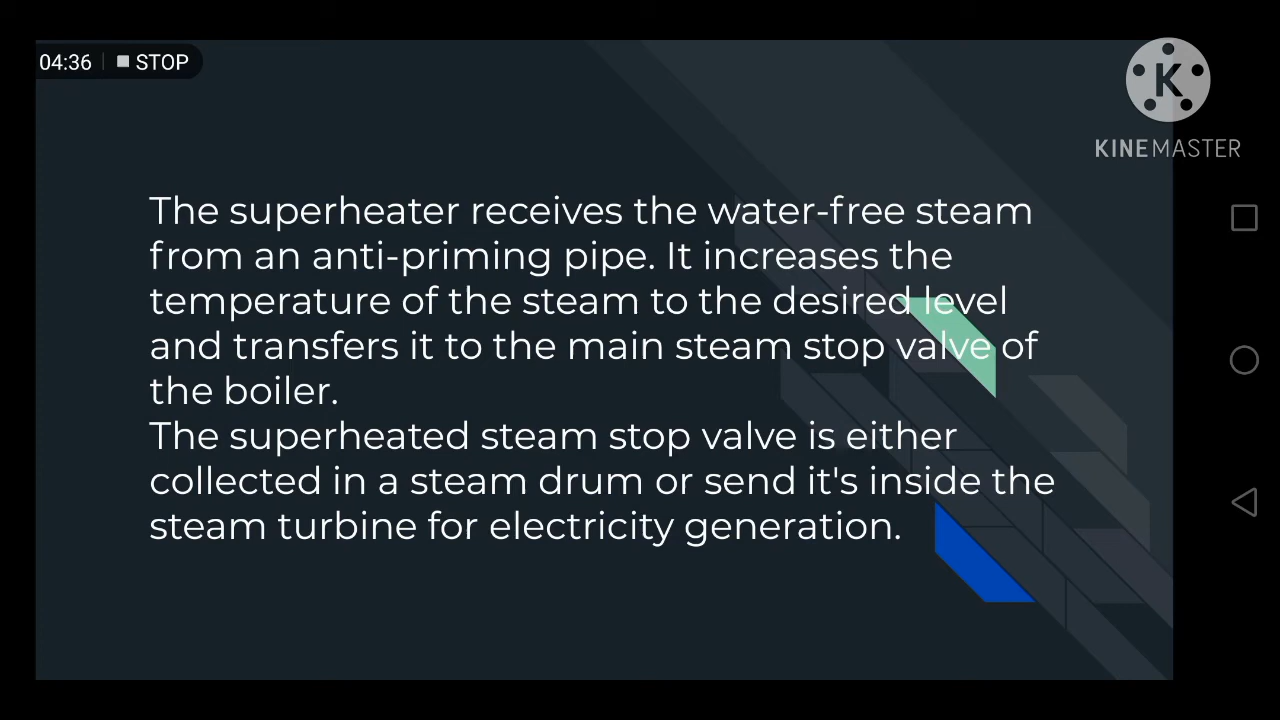 04:36 STOP
K
KINEMASTER
The superheater receives the water-free steam
from an anti-priming pipe. It increases the
temperature of the steam to the desired level
and transfers it to the main steam stop valve of
the boiler.
The superheated steam stop valve is either
collected in a steam drum or send it's inside the
steam turbine for electricity generation.